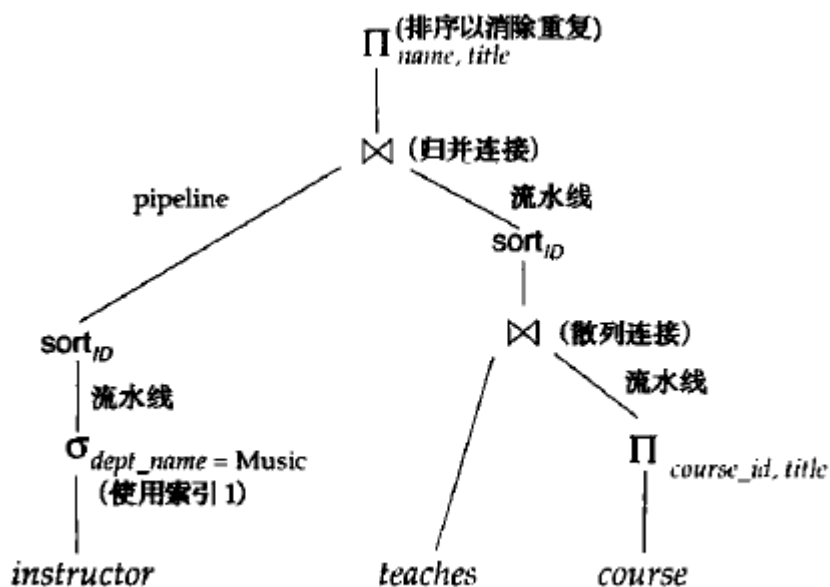 Π (排序以消除重复)
name, title
⋈ (归并连接)
pipeline
流水线
sort ID
sort ID
⋈ (散列连接)
流水线
流水线
σ dept_name = Music
(使用索引 1)
Π course_id, title
instructor
teaches
course